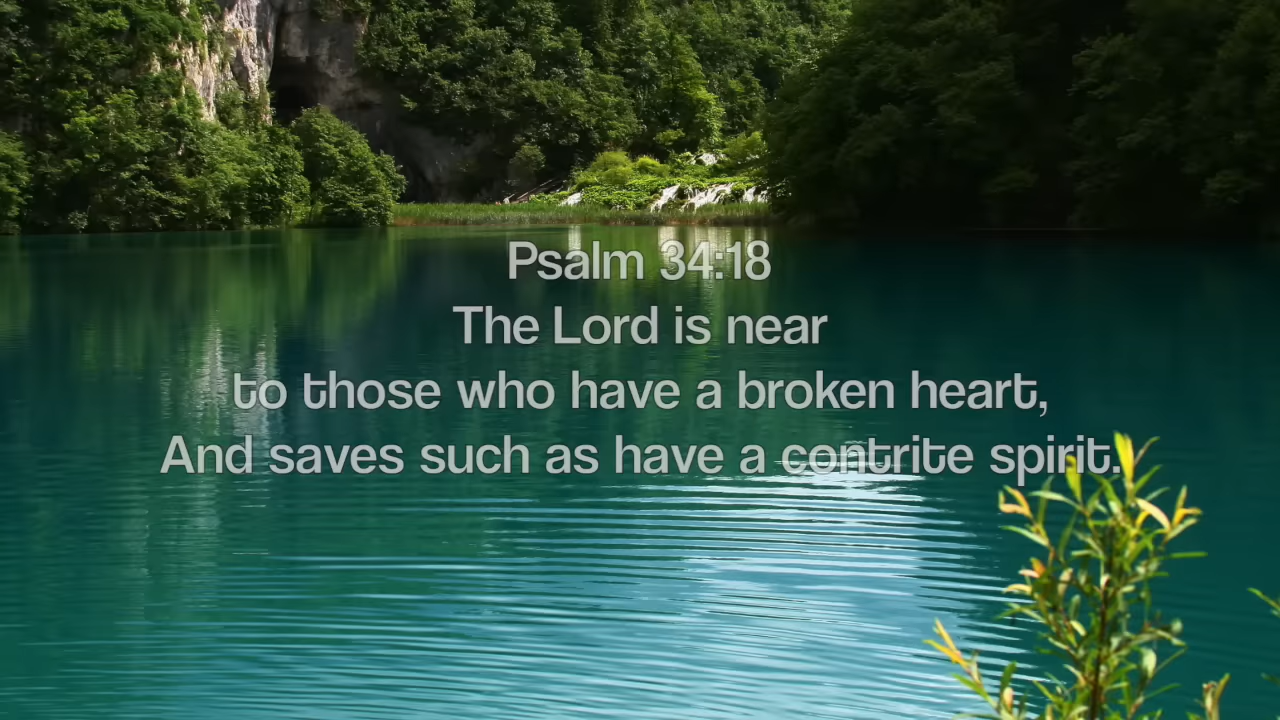 Psalm 34:18
The Lord is near
to those who have a broken heart,
And saves such as have a contrite spirit.